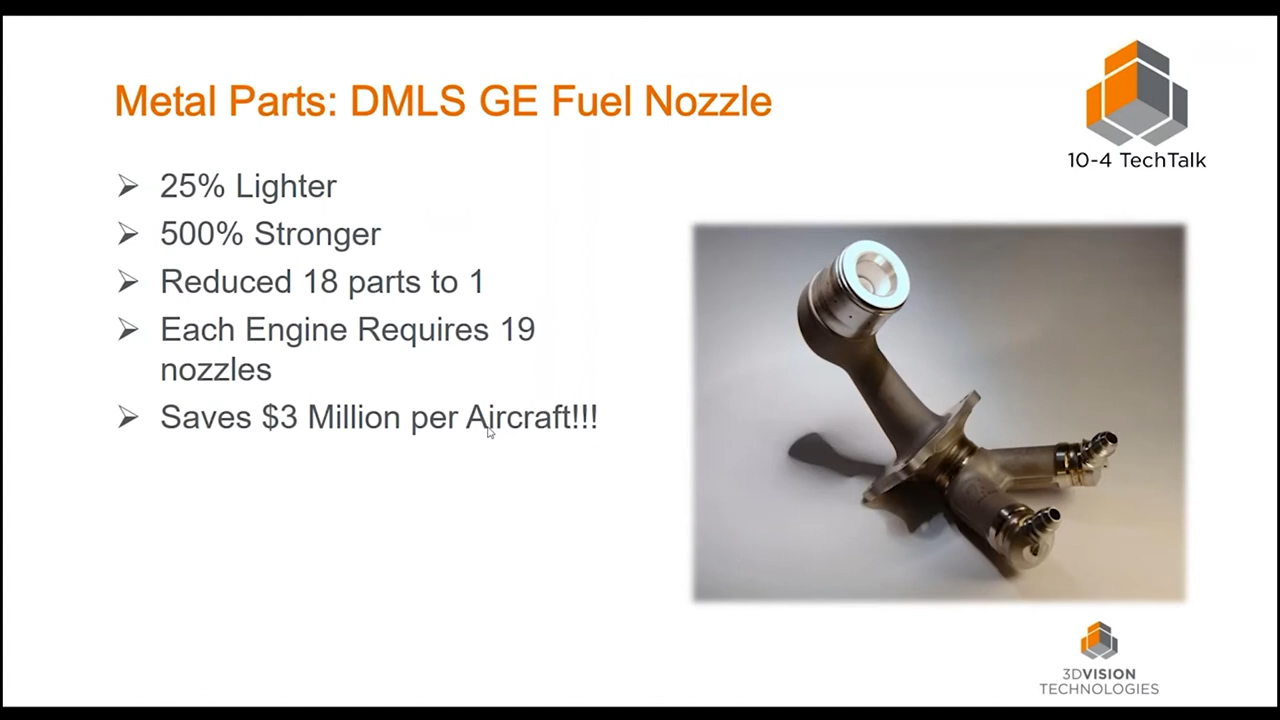 Metal Parts: DMLS GE Fuel Nozzle
10-4 TechTalk
25% Lighter
500% Stronger
Reduced 18 parts to 1
Each Engine Requires 19
nozzles
Saves $3 Million per Aircraft!!!
3DVISION
TECHNOLOGIES